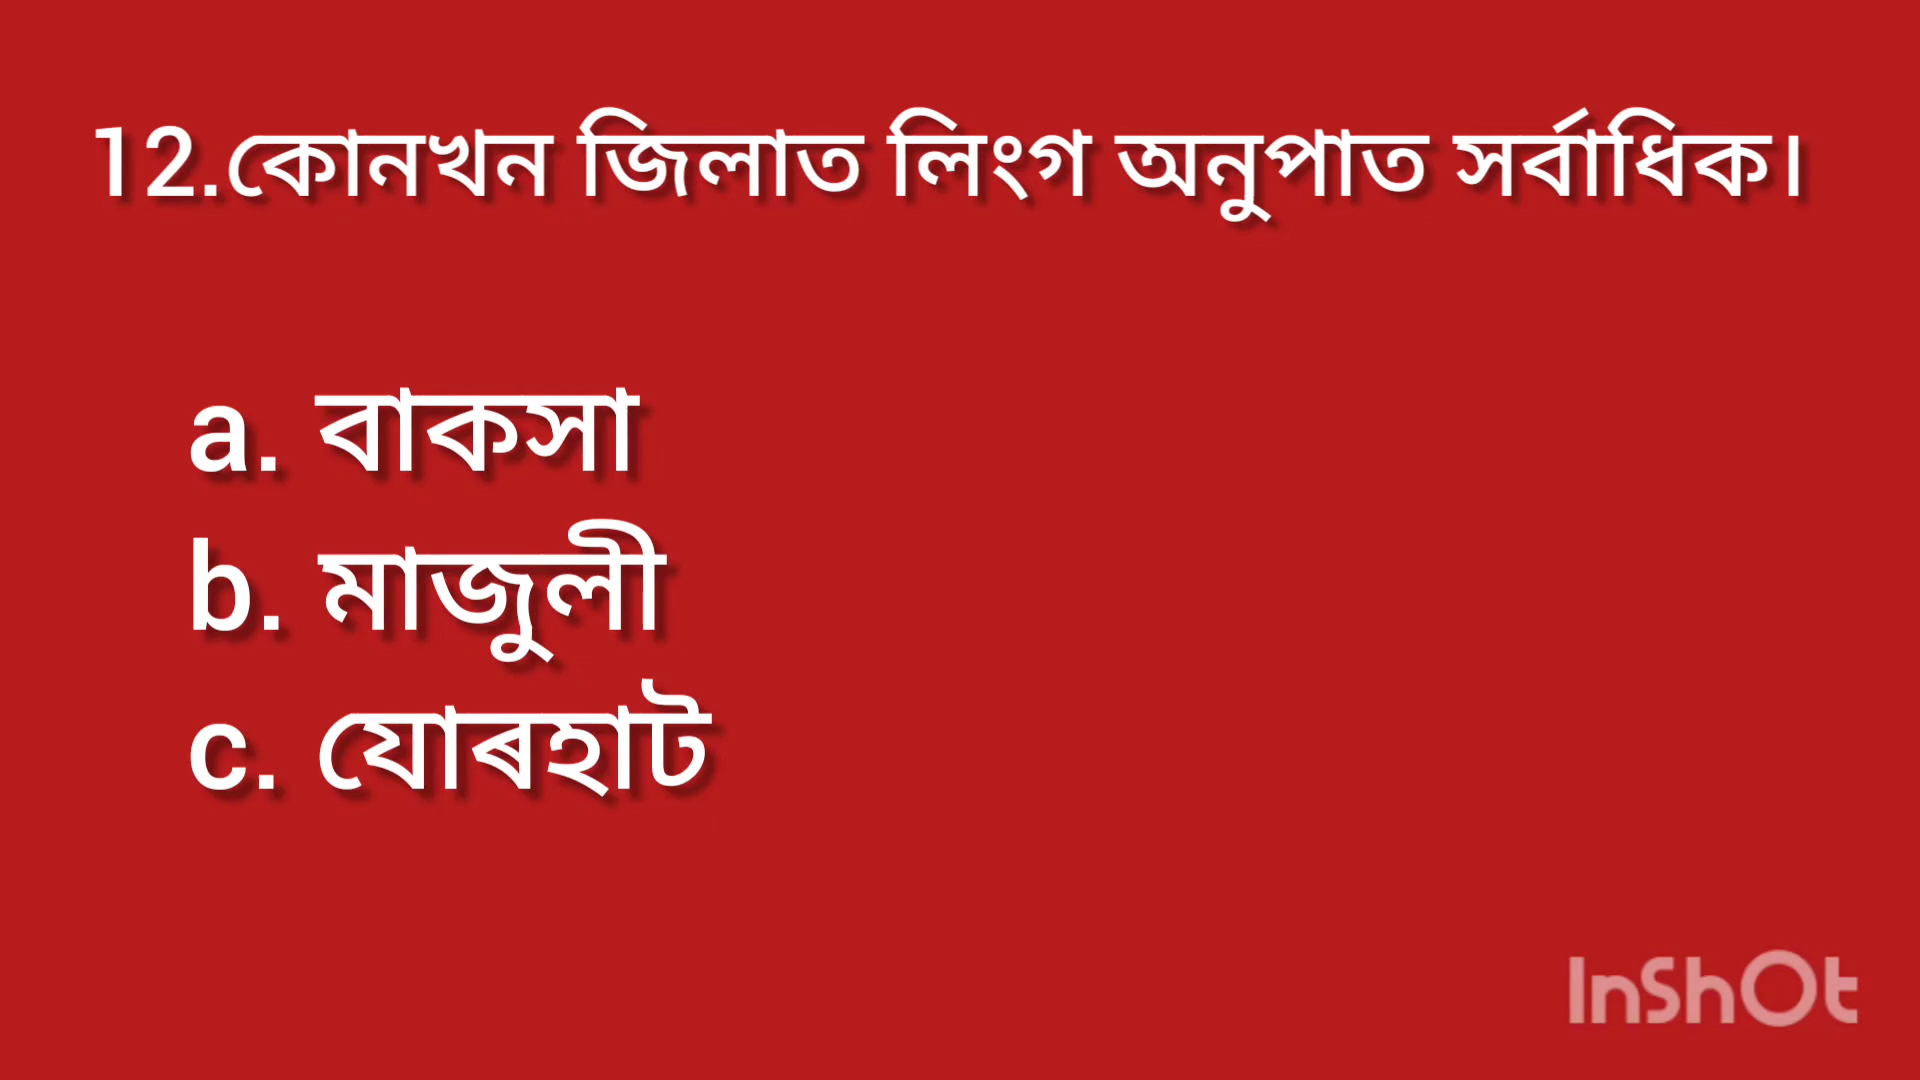 12.কোনখন জিলাত লিংগ অনুপাত সৰ্বাধিক।
a. বাকসা
b. মাজুলী
c. যোৰহাট
InShOt